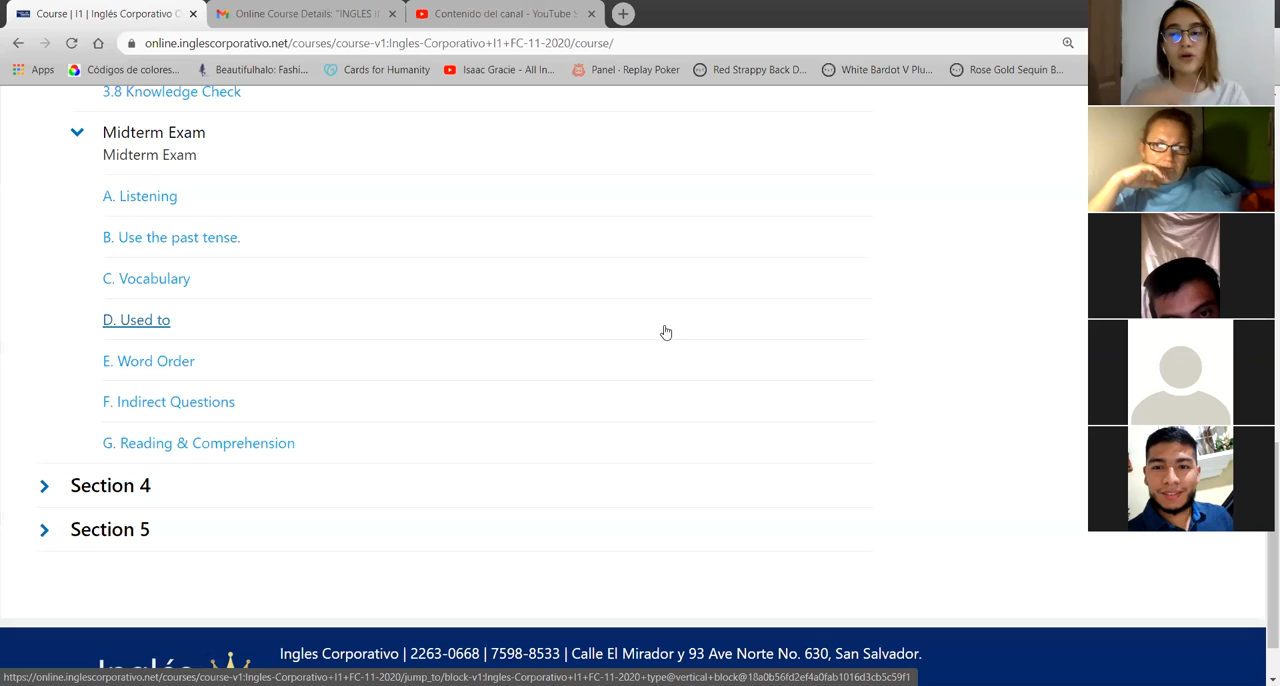 Course | I1 | Inglés Corporativo C
Online Course Details: "INGLES II
Contenido del canal - YouTube S
online.inglescorporativo.net/courses/course-v1:Ingles-Corporativo+I1+FC-11-2020/course/
Apps
Códigos de colores...
Beautifulhalo: Fashi...
Cards for Humanity
Isaac Gracie - All In...
Panel · Replay Poker
Red Strappy Back D...
White Bardot V Plu...
Rose Gold Sequin B...
3.8 Knowledge Check
Midterm Exam
Midterm Exam
A. Listening
B. Use the past tense.
C. Vocabulary
D. Used to
E. Word Order
F. Indirect Questions
G. Reading & Comprehension
Section 4
Section 5
Inglés
Ingles Corporativo | 2263-0668 | 7598-8533 | Calle El Mirador y 93 Ave Norte No. 630, San Salvador.
https://online.inglescorporativo.net/courses/course-v1:Ingles-Corporativo+I1+FC-11-2020/jump_to/block-v1:Ingles-Corporativo+I1+FC-11-2020+type@vertical+block@18a0b56fd2ef4a0fab1016d3cb5c59f1